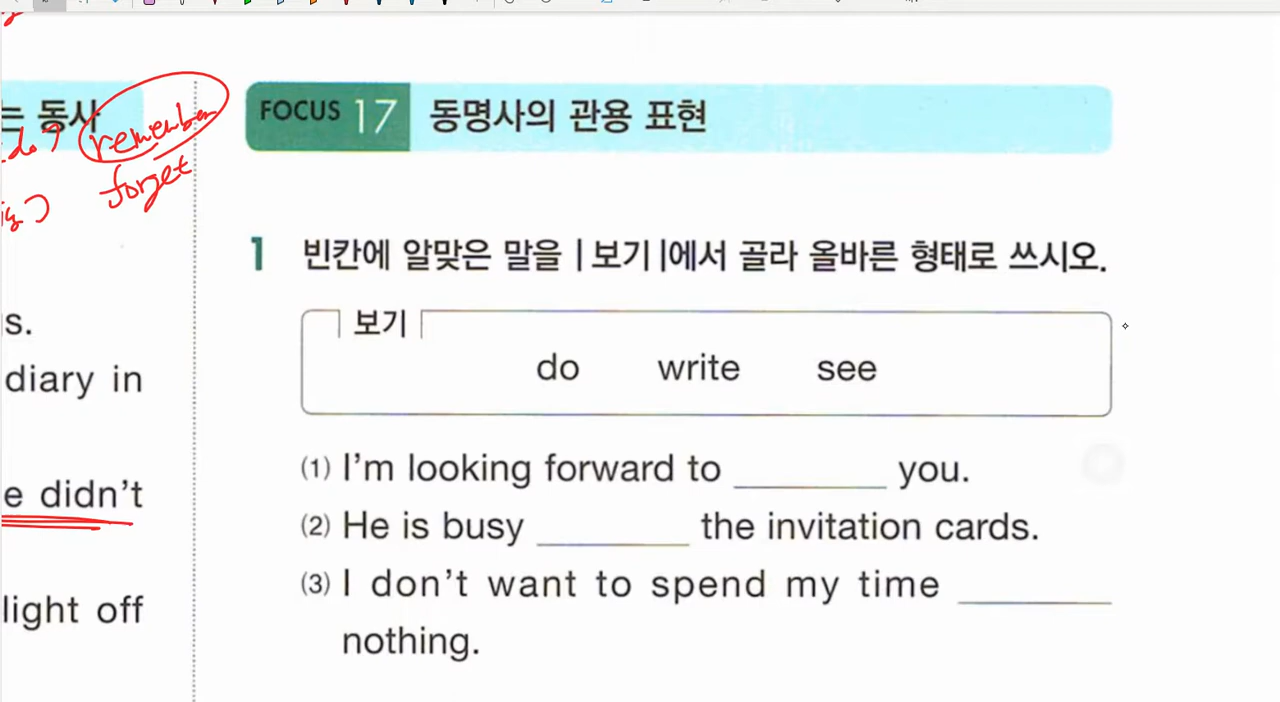 는 동사
remember
forget
s.
diary in
e didn't
light off
FOCUS 17 동명사의 관용 표현
1 빈칸에 알맞은 말을 |보기|에서 골라 올바른 형태로 쓰시오.
보기
do write see
(1) I'm looking forward to ________ you.
(2) He is busy ________ the invitation cards.
(3) I don't want to spend my time ________
nothing.